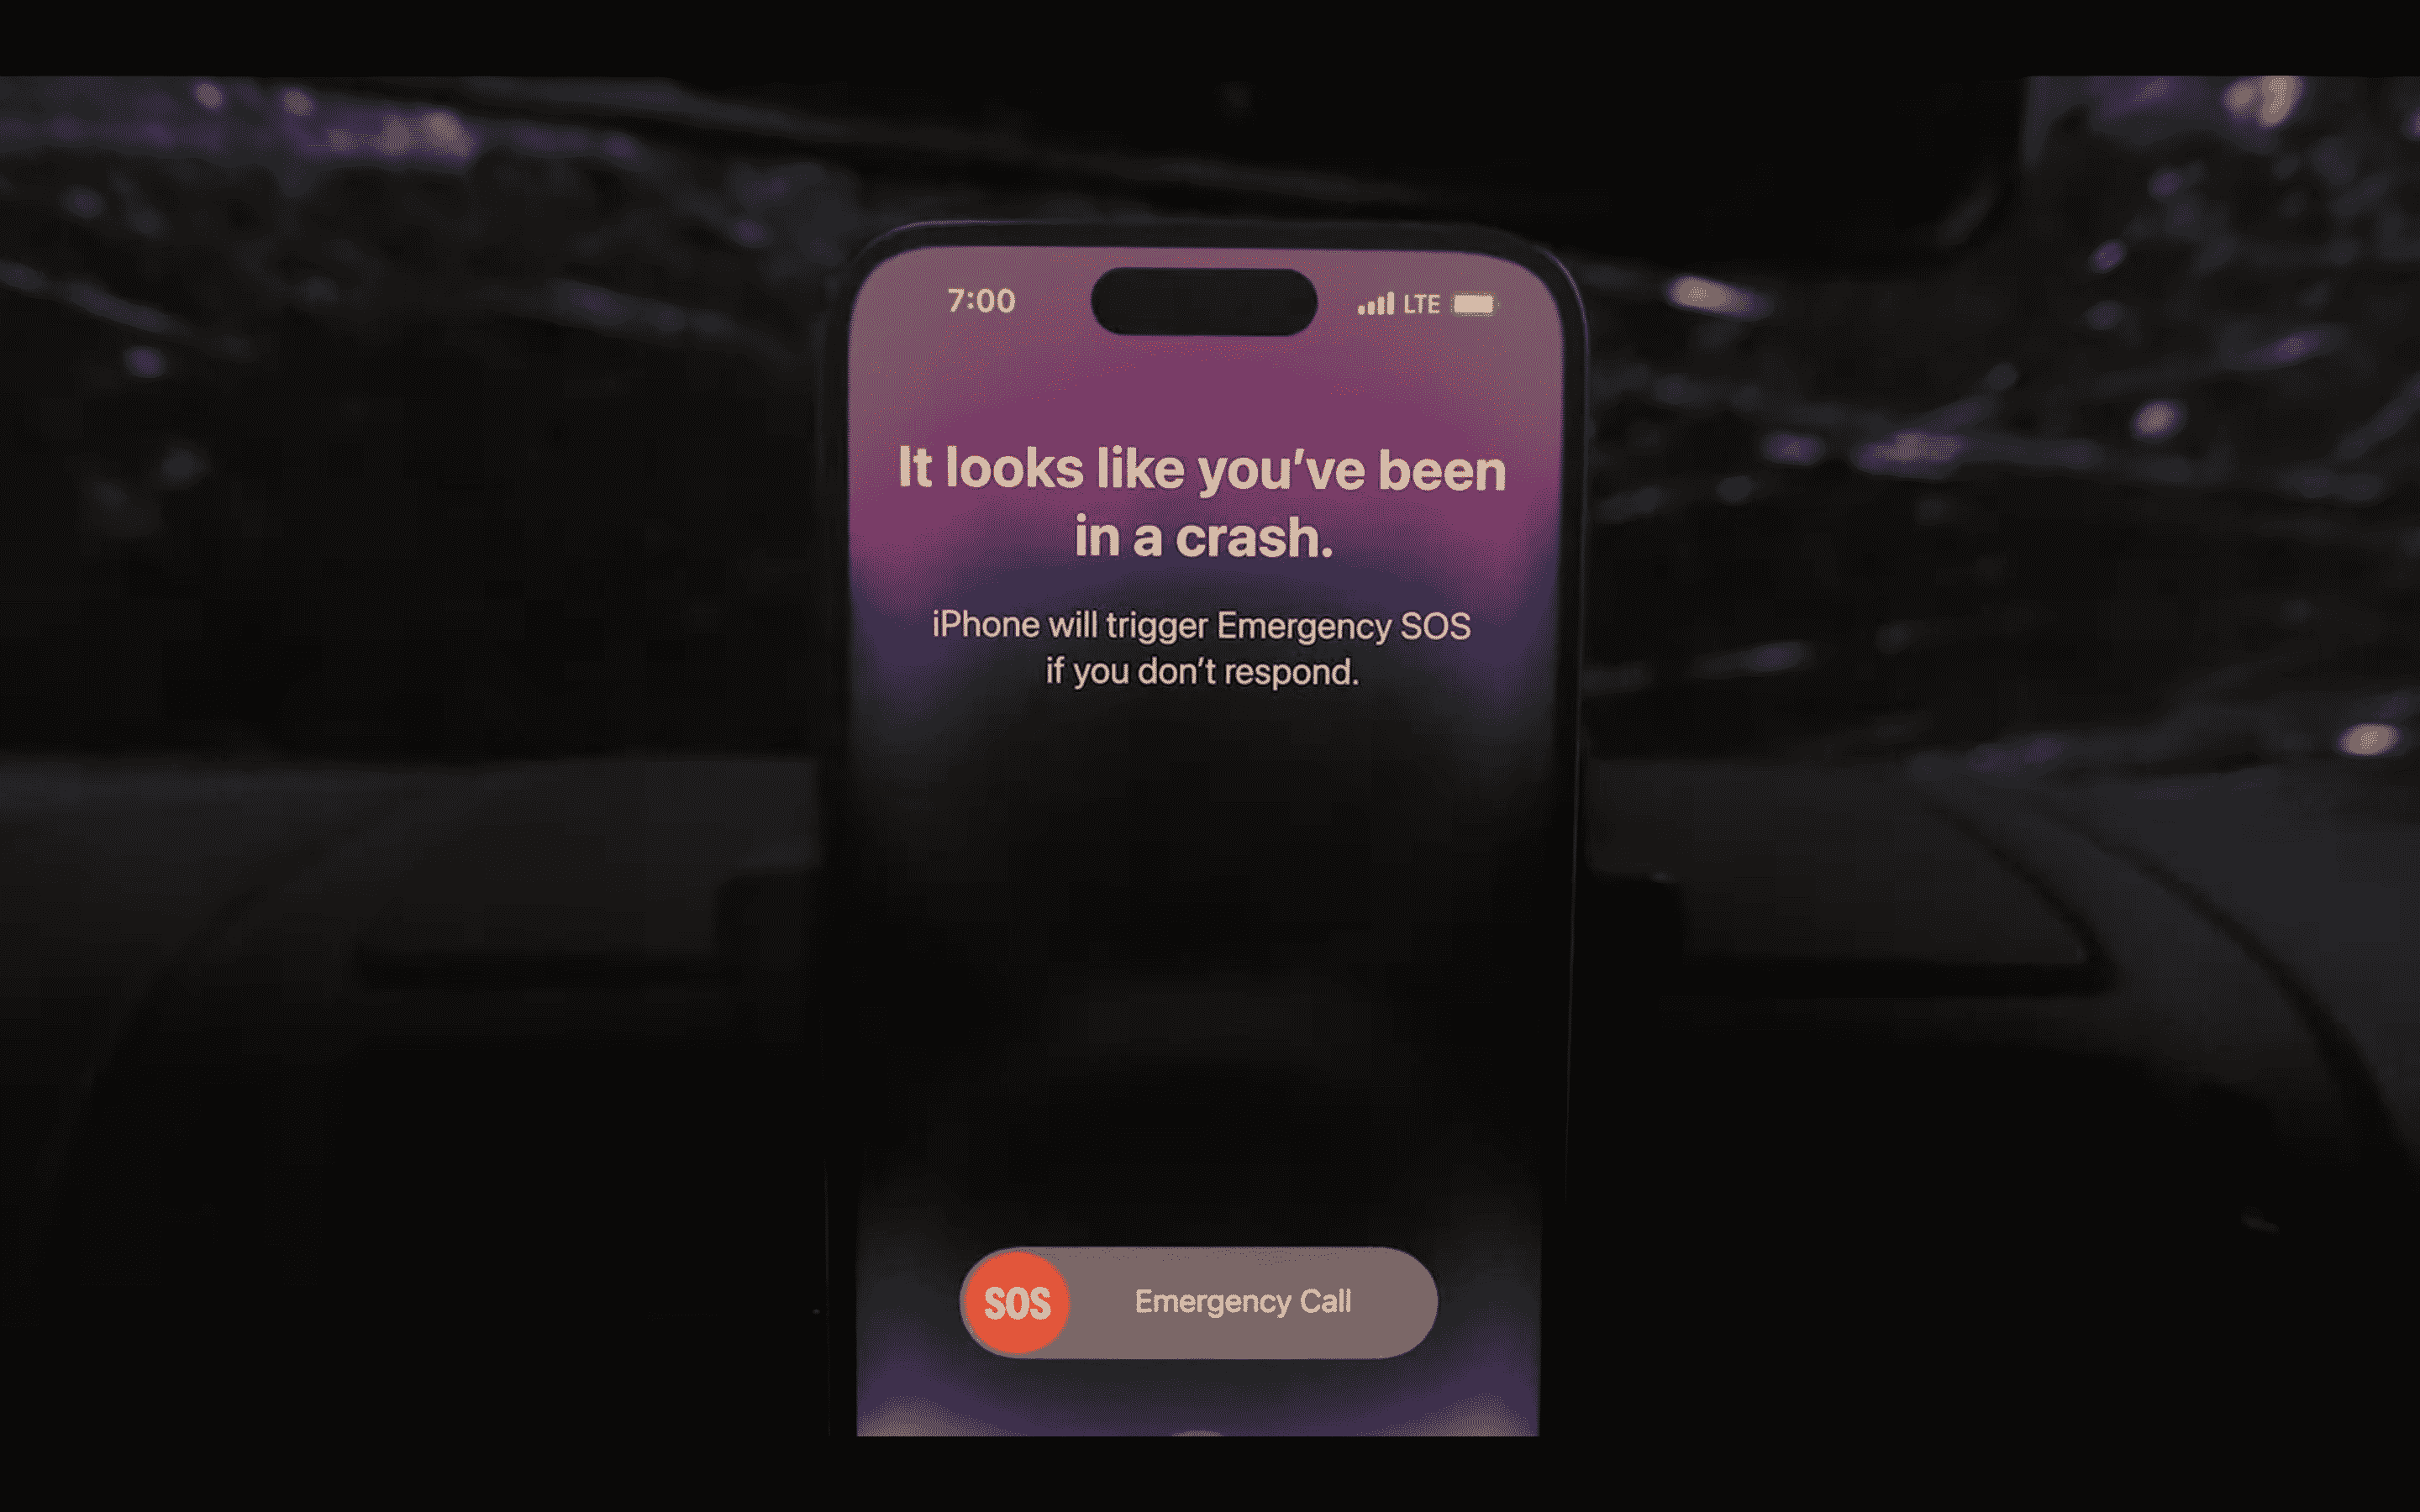 7:00 LTE
It looks like you’ve been
in a crash.
iPhone will trigger Emergency SOS
if you don’t respond.
SOS Emergency Call